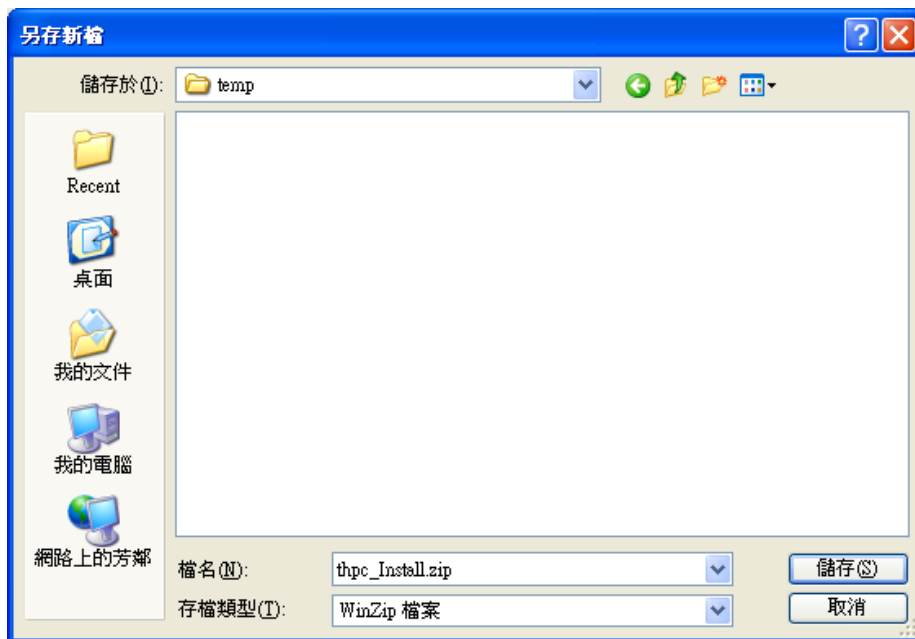 另存新檔
儲存於(I):
temp
Recent
桌面
我的文件
我的電腦
網路上的芳鄰
檔名(N):
thpc_Install.zip
儲存(S)
存檔類型(T):
WinZip 檔案
取消